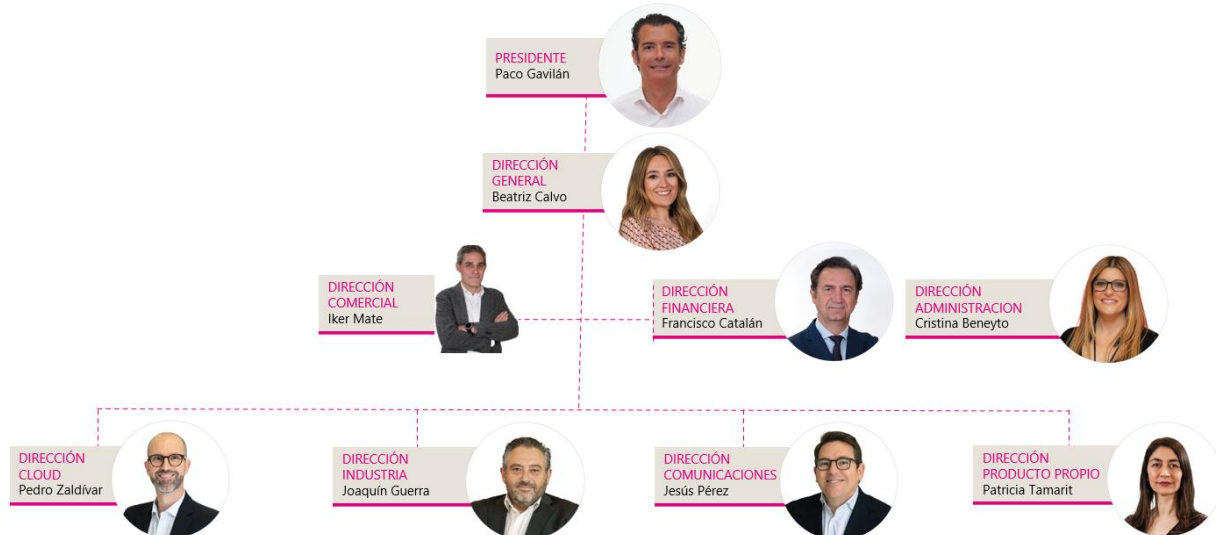 PRESIDENTE
Paco Gavilán
DIRECCIÓN
GENERAL
Beatriz Calvo
DIRECCIÓN
COMERCIAL
Iker Mate
DIRECCIÓN
FINANCIERA
Francisco Catalán
DIRECCIÓN
ADMINISTRACION
Cristina Beneyto
DIRECCIÓN
CLOUD
Pedro Zaldívar
DIRECCIÓN
INDUSTRIA
Joaquín Guerra
DIRECCIÓN
COMUNICACIONES
Jesús Pérez
DIRECCIÓN
PRODUCTO PROPIO
Patricia Tamarit